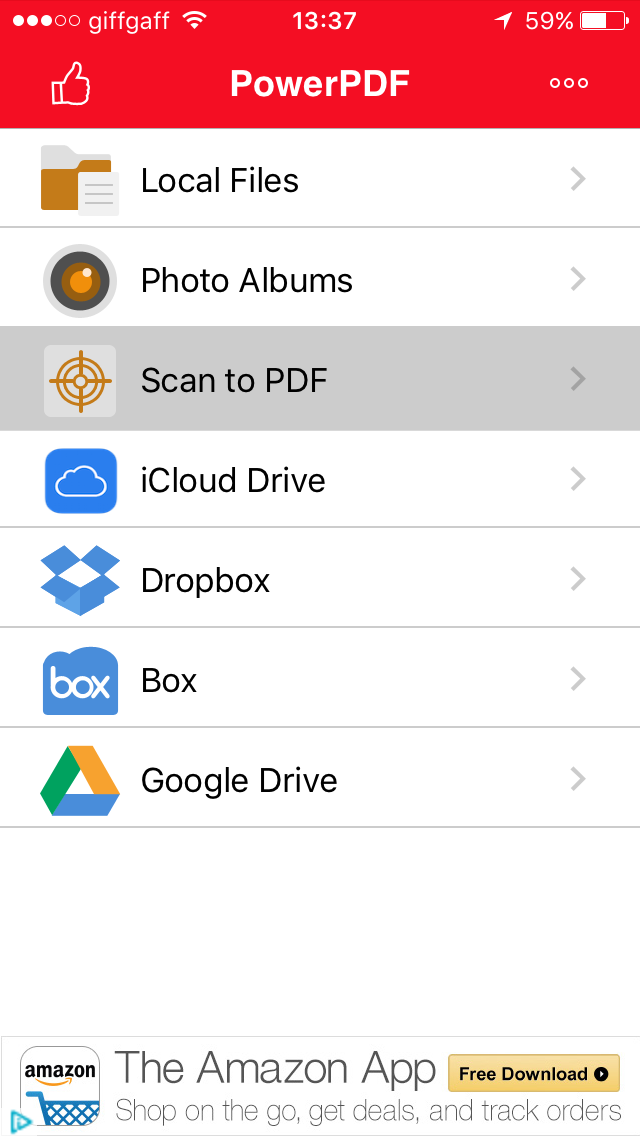 giffgaff 13:37 59%
PowerPDF
Local Files
Photo Albums
Scan to PDF
iCloud Drive
Dropbox
box Box
Google Drive
amazon The Amazon App Free Download
Shop on the go, get deals, and track orders